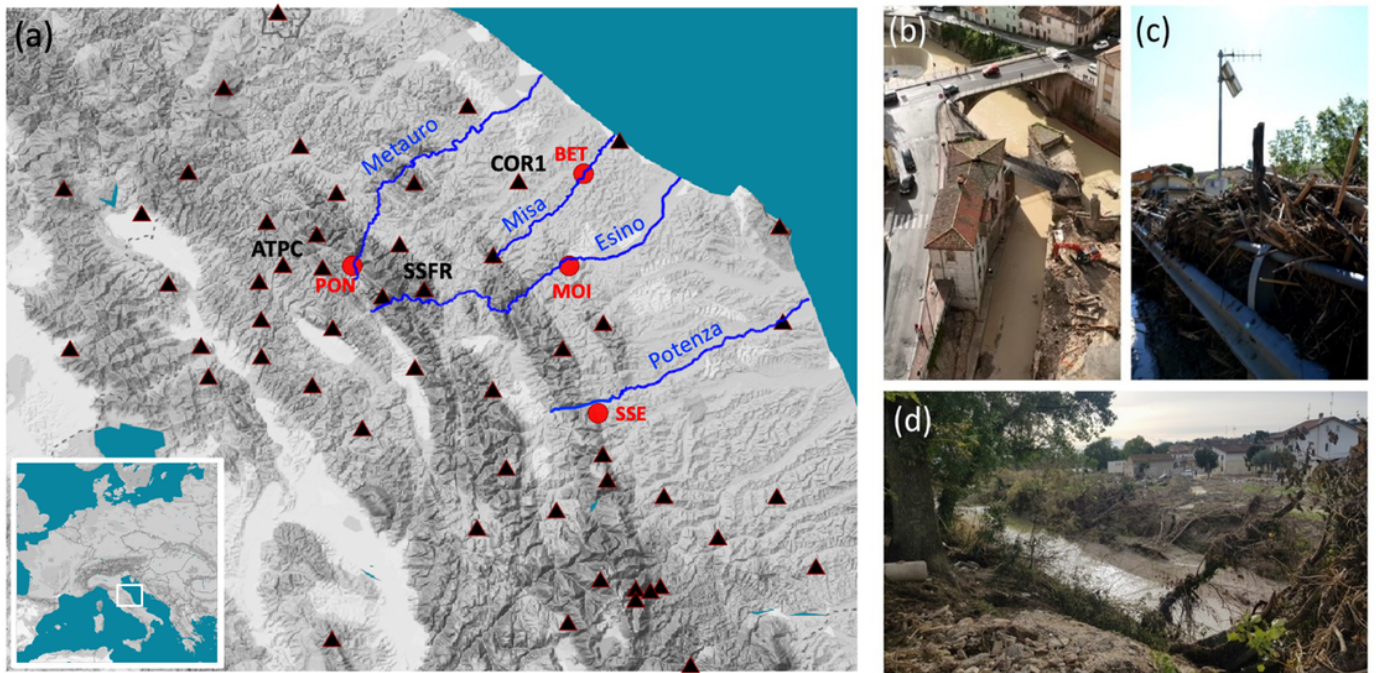 (a)
Metauro
COR1
BET
Misa
Esino
ATPC
PON
SSFR
MOI
Potenza
SSE
(b)
(c)
(d)